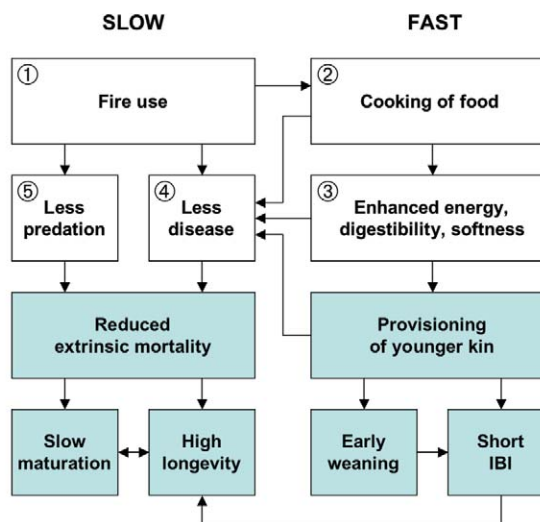 SLOW
FAST
①
Fire use
②
Cooking of food
⑤
Less
predation
④
Less
disease
③
Enhanced energy,
digestibility, softness
Reduced
extrinsic mortality
Provisioning
of younger kin
Slow
maturation
High
longevity
Early
weaning
Short
IBI